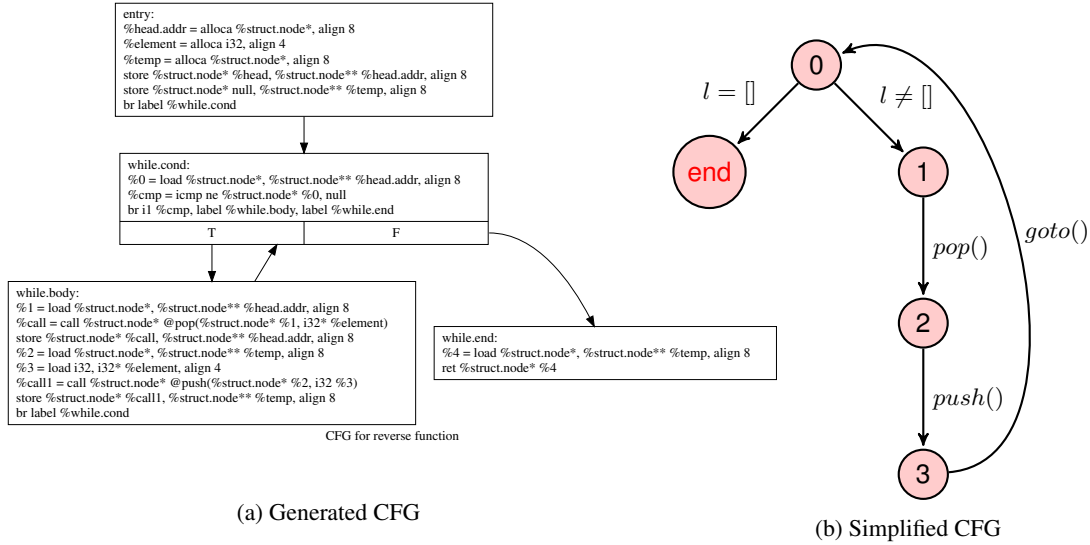 entry:
%head.addr = alloca %struct.node*, align 8
%element = alloca i32, align 4
%temp = alloca %struct.node*, align 8
store %struct.node* %head, %struct.node** %head.addr, align 8
store %struct.node* null, %struct.node** %temp, align 8
br label %while.cond
while.cond:
%0 = load %struct.node*, %struct.node** %head.addr, align 8
%cmp = icmp ne %struct.node* %0, null
br i1 %cmp, label %while.body, label %while.end
T F
while.body:
%1 = load %struct.node*, %struct.node** %head.addr, align 8
%call = call %struct.node* @pop(%struct.node* %1, i32* %element)
store %struct.node* %call, %struct.node** %head.addr, align 8
%2 = load %struct.node*, %struct.node** %temp, align 8
%3 = load i32, i32* %element, align 4
%call1 = call %struct.node* @push(%struct.node* %2, i32 %3)
store %struct.node* %call1, %struct.node** %temp, align 8
br label %while.cond
while.end:
%4 = load %struct.node*, %struct.node** %temp, align 8
ret %struct.node* %4
CFG for reverse function
(a) Generated CFG
0
l = []
l ≠ []
end
1
goto()
pop()
2
push()
3
(b) Simplified CFG